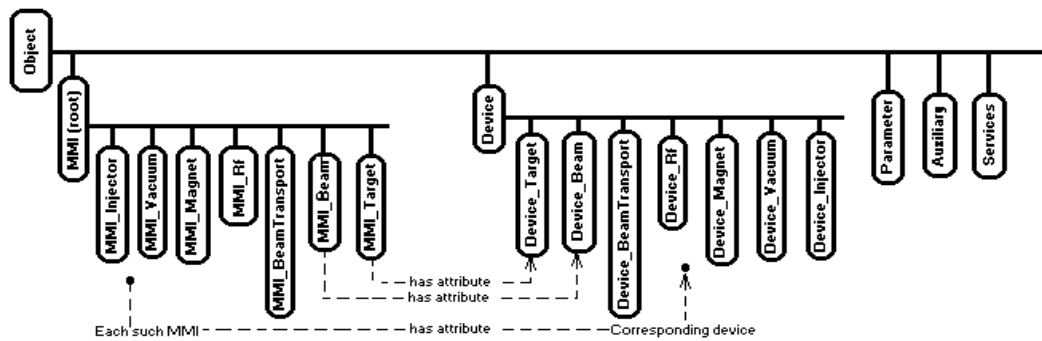 Object
MMI (root)
MMI_Injector
MMI_Vacuum
MMI_Magnet
MMI_Rf
MMI_BeamTransport
MMI_Beam
MMI_Target
Device
Device_Target
Device_Beam
Device_BeamTransport
Device_Rf
Device_Magnet
Device_Vacuum
Device_Injector
Parameter
Auxiliary
Services
has attribute
has attribute
Each such MMI
has attribute
Corresponding device